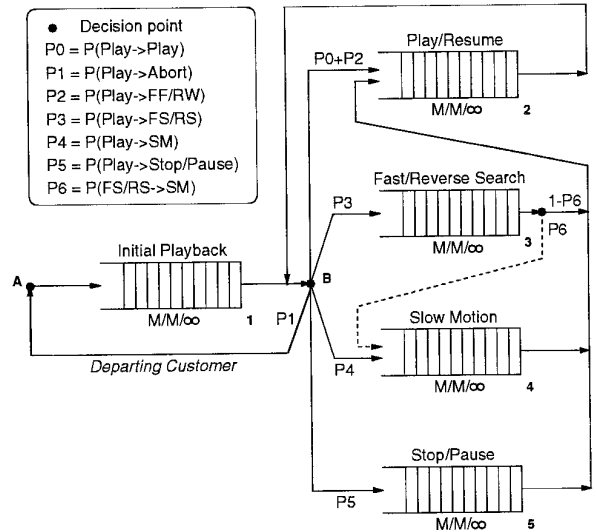 Decision point
P0 = P(Play->Play)
P1 = P(Play->Abort)
P2 = P(Play->FF/RW)
P3 = P(Play->FS/RS)
P4 = P(Play->SM)
P5 = P(Play->Stop/Pause)
P6 = P(FS/RS->SM)
Play/Resume
P0+P2
M/M/∞
2
Fast/Reverse Search
P3
1-P6
P6
M/M/∞
3
Initial Playback
A
B
M/M/∞
1
P1
Departing Customer
Slow Motion
P4
M/M/∞
4
Stop/Pause
P5
M/M/∞
5